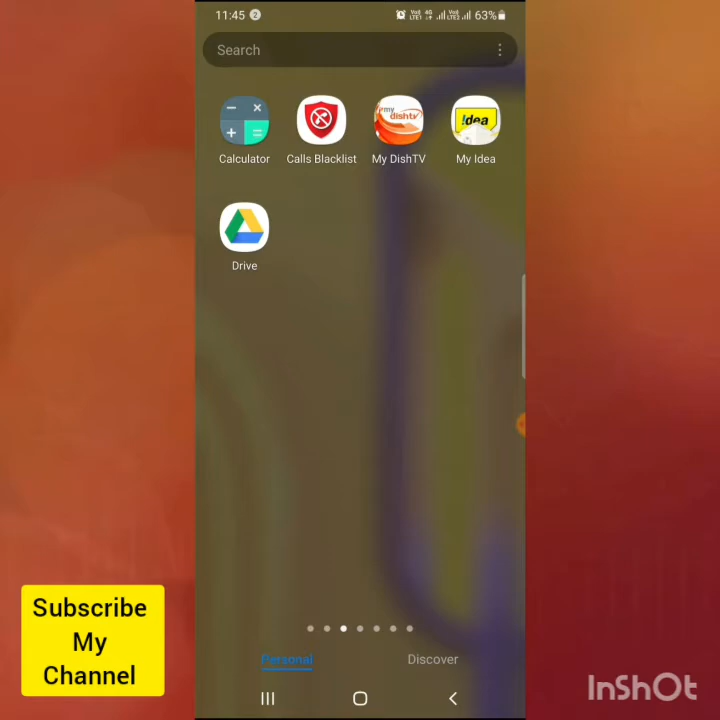 11:45 2 63%
Search
Calculator
Calls Blacklist
My DishTV
My Idea
my
dishtv
!dea
Drive
Personal
Discover
Subscribe
My
Channel
InShOt